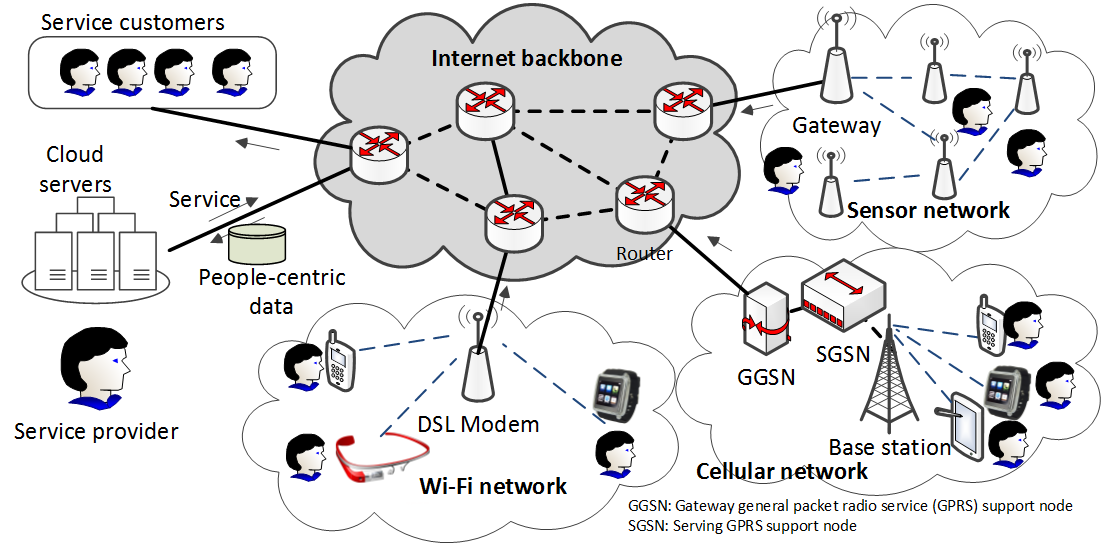 Service customers
Internet backbone
Gateway
Cloud
servers
Service
Sensor network
Router
People-centric
data
SGSN
GGSN
DSL Modem
Service provider
Base station
Cellular network
Wi-Fi network
GGSN: Gateway general packet radio service (GPRS) support node
SGSN: Serving GPRS support node